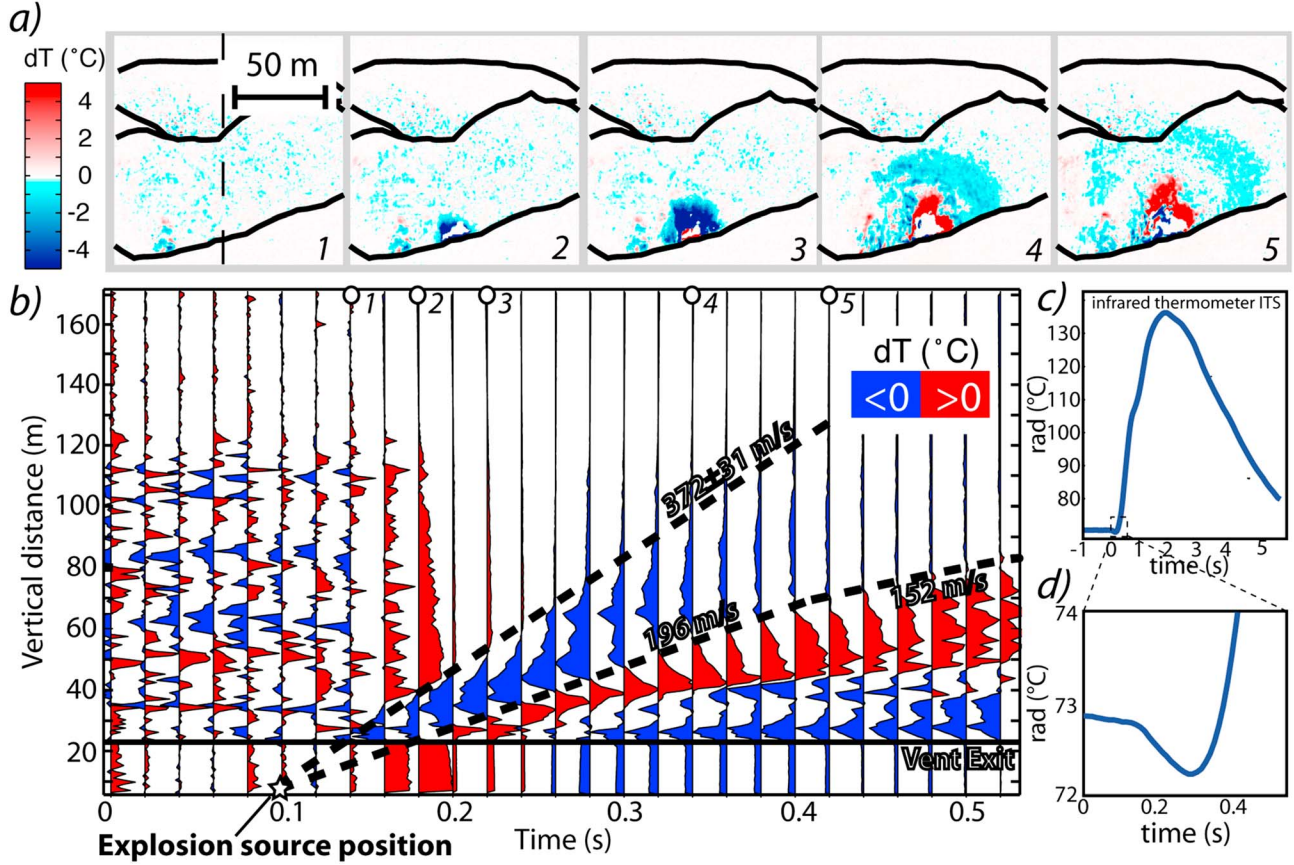 a)
dT (°C)
4
2
0
-2
-4
50 m
1
2
3
4
5
b)
Vertical distance (m)
160
140
120
100
80
60
40
20
1
2
3
4
5
dT (°C)
<0 >0
372±31 m/s
196 m/s
152 m/s
Vent Exit
0 0.1 0.2 0.3 0.4 0.5
Time (s)
Explosion source position
c)
infrared thermometer ITS
rad (°C)
130
120
110
100
90
80
-1 0 1 2 3 4 5
time (s)
d)
rad (°C)
74
73
72
0 0.2 0.4
time (s)